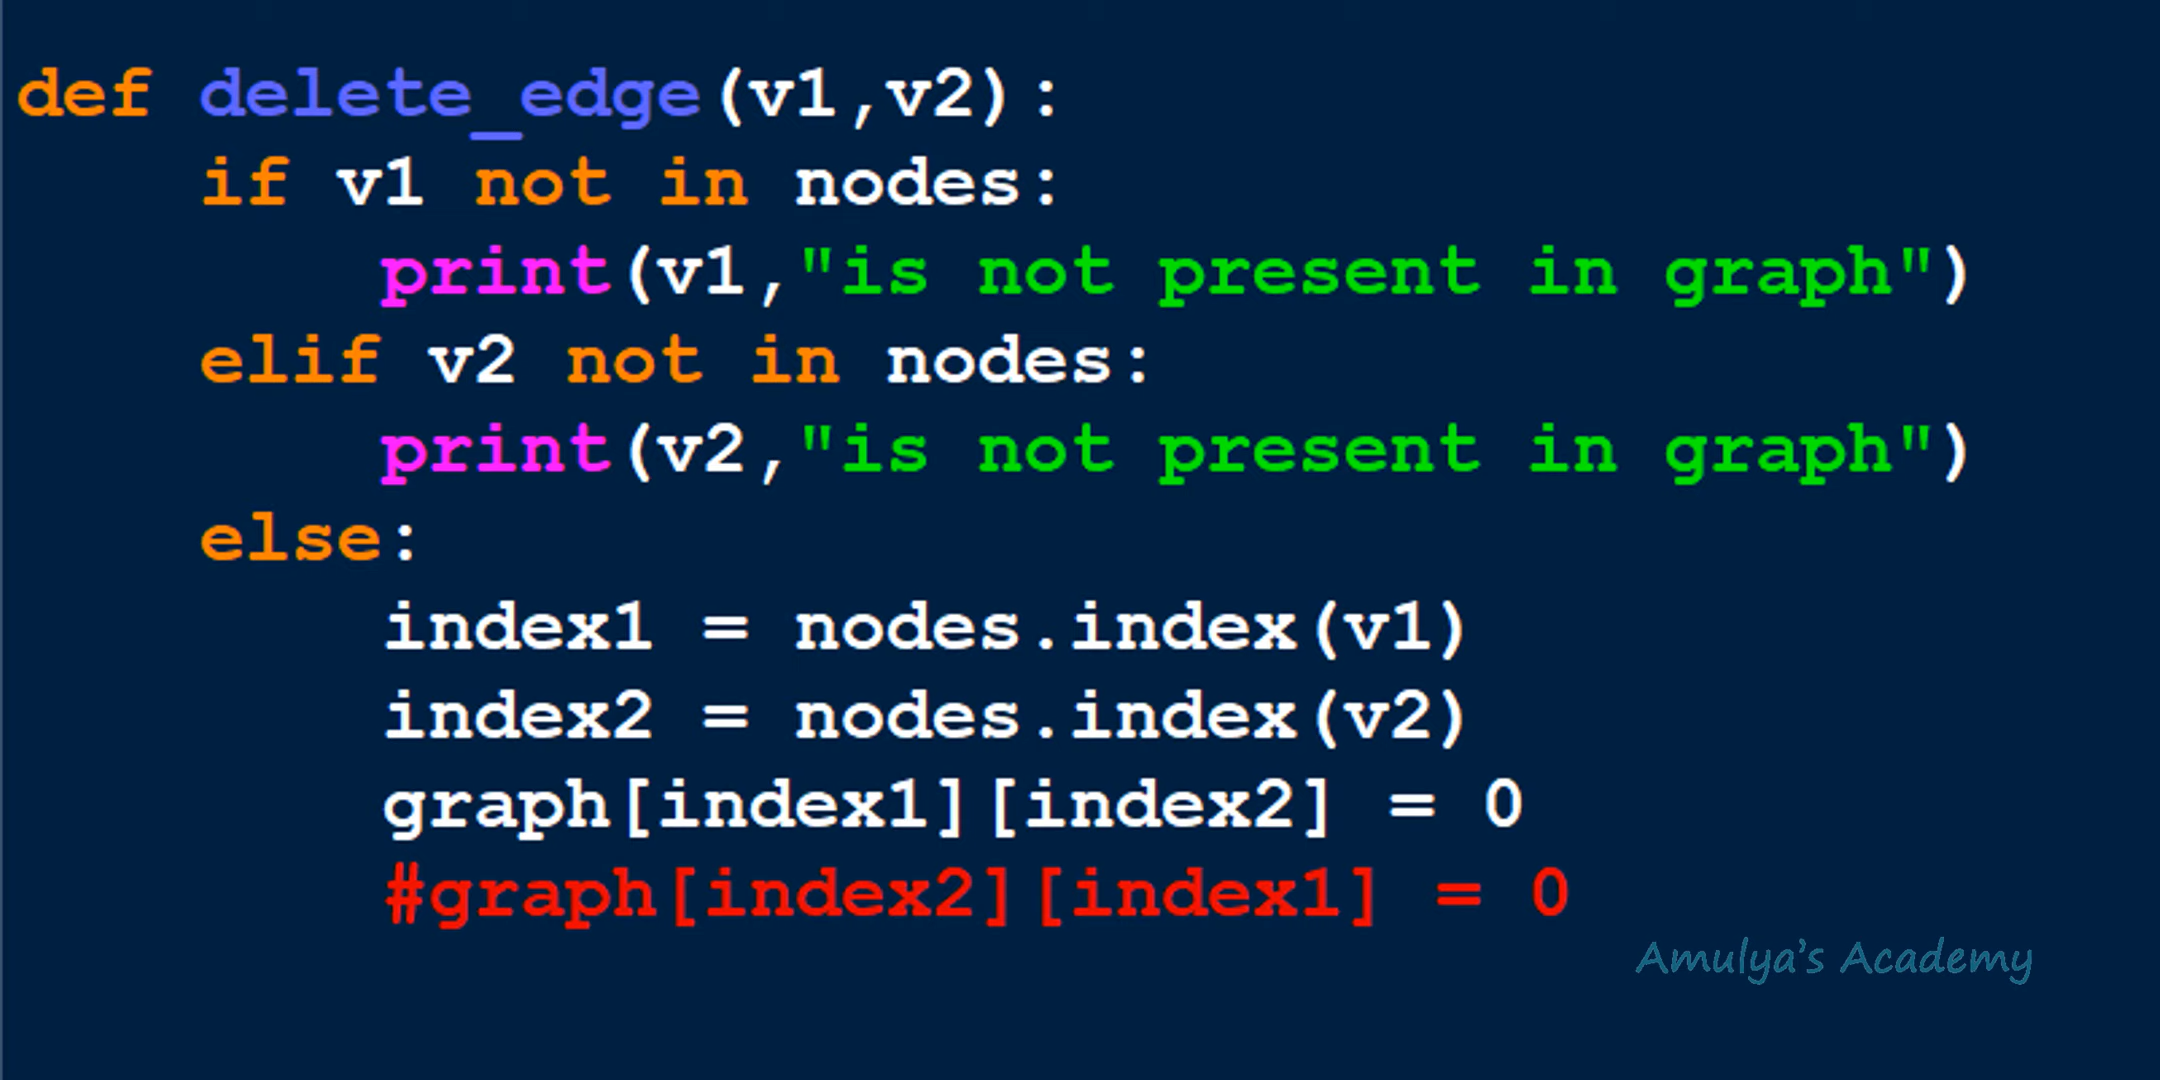 def delete_edge(v1,v2):
    if v1 not in nodes:
        print(v1,"is not present in graph")
    elif v2 not in nodes:
        print(v2,"is not present in graph")
    else:
        index1 = nodes.index(v1)
        index2 = nodes.index(v2)
        graph[index1][index2] = 0
        #graph[index2][index1] = 0
Amulya's Academy